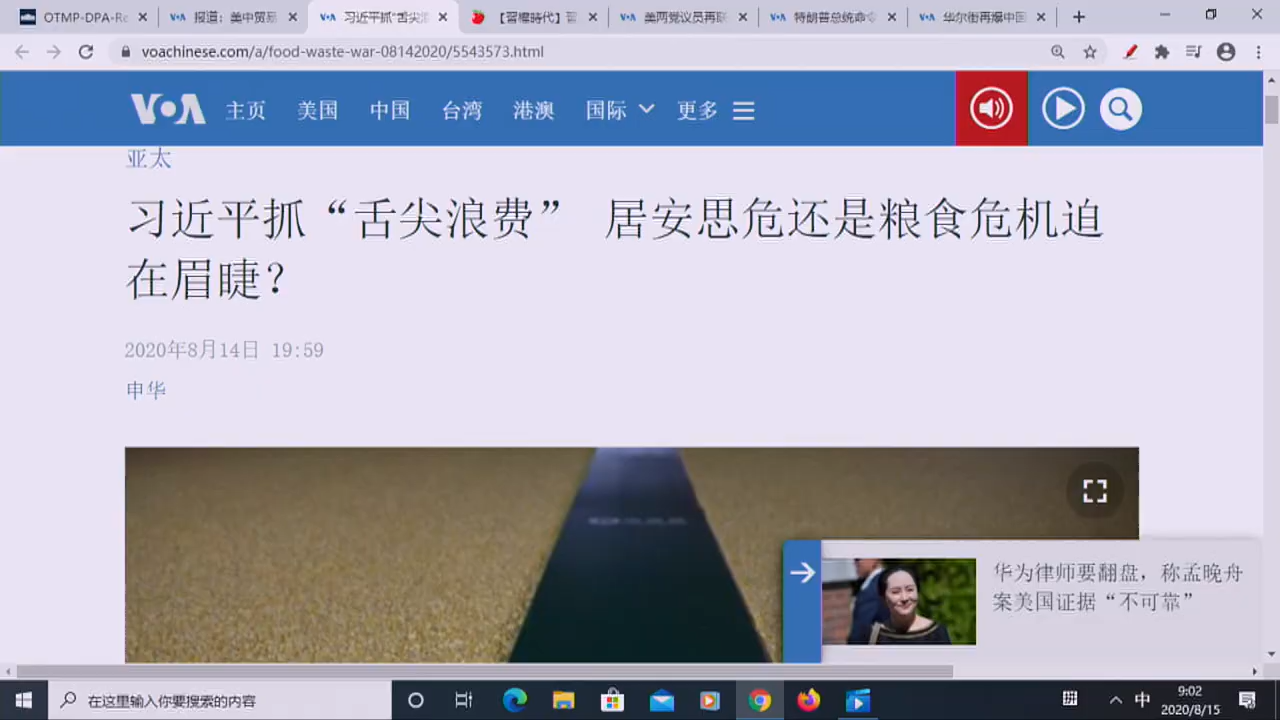 OTMP-DPA-Re
报道：美中贸易
习近平抓“舌尖浪
【習樓時代】
美两党议员再
特朗普总统命令
华尔街再爆中国
voachinese.com/a/food-waste-war-08142020/5543573.html
VOA 主页 美国 中国 台湾 港澳 国际 更多
亚太
习近平抓“舌尖浪费” 居安思危还是粮食危机迫
在眉睫？
2020年8月14日 19:59
申华
华为律师要翻盘，称孟晚舟
案美国证据“不可靠”
在这里输入你要搜索的内容
中
9:02
2020/8/15